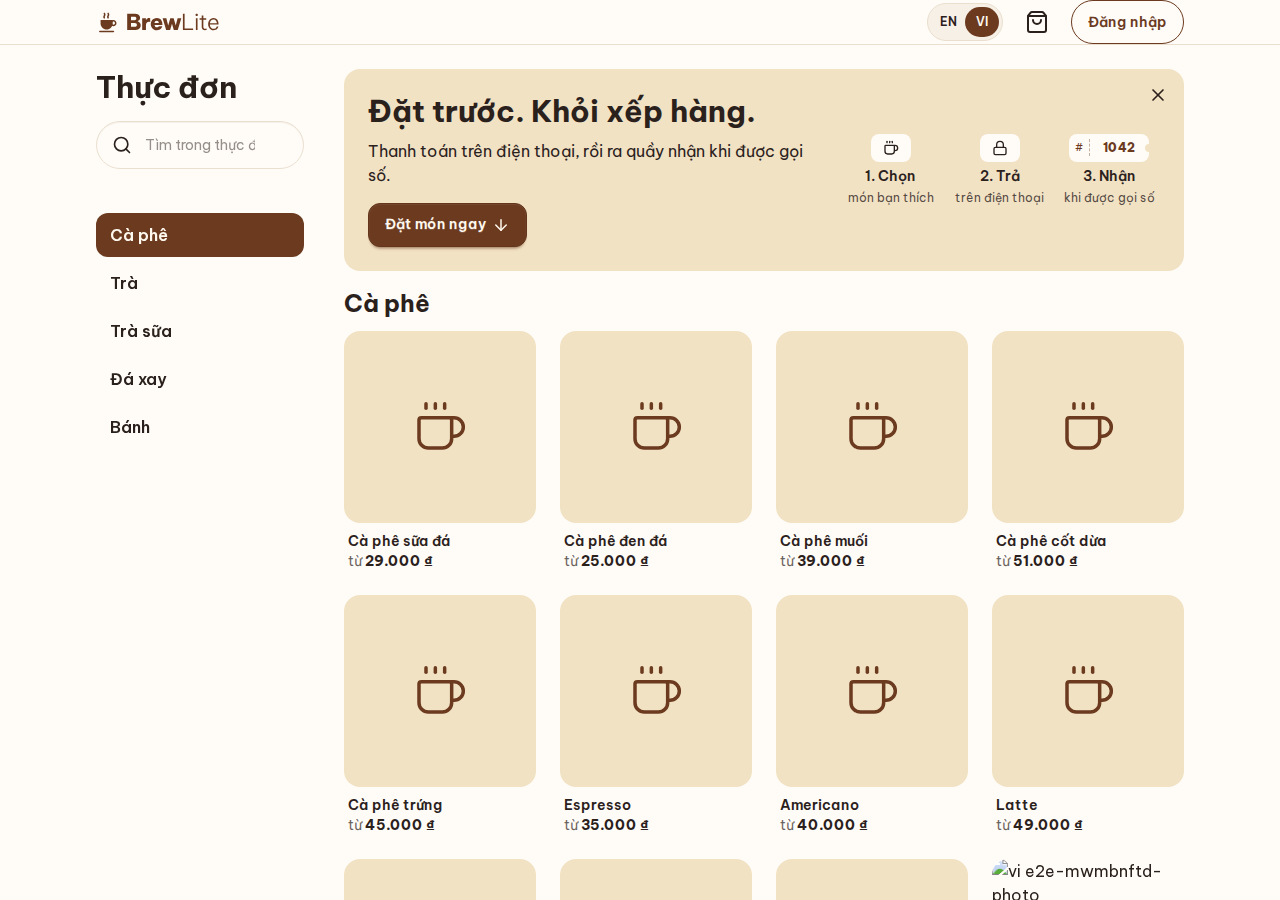 BrewLite
EN VI
Đăng nhập
Thực đơn
Tìm trong thực đ
Cà phê
Trà
Trà sữa
Đá xay
Bánh
Đặt trước. Khỏi xếp hàng.
Thanh toán trên điện thoại, rồi ra quầy nhận khi được gọi
số.
Đặt món ngay
1. Chọn
món bạn thích
2. Trả
trên điện thoại
# 1042
3. Nhận
khi được gọi số
Cà phê
Cà phê sữa đá
từ 29.000 ₫
Cà phê đen đá
từ 25.000 ₫
Cà phê muối
từ 39.000 ₫
Cà phê cốt dừa
từ 51.000 ₫
Cà phê trứng
từ 45.000 ₫
Espresso
từ 35.000 ₫
Americano
từ 40.000 ₫
Latte
từ 49.000 ₫
vi e2e-mwmbnftd-
photo